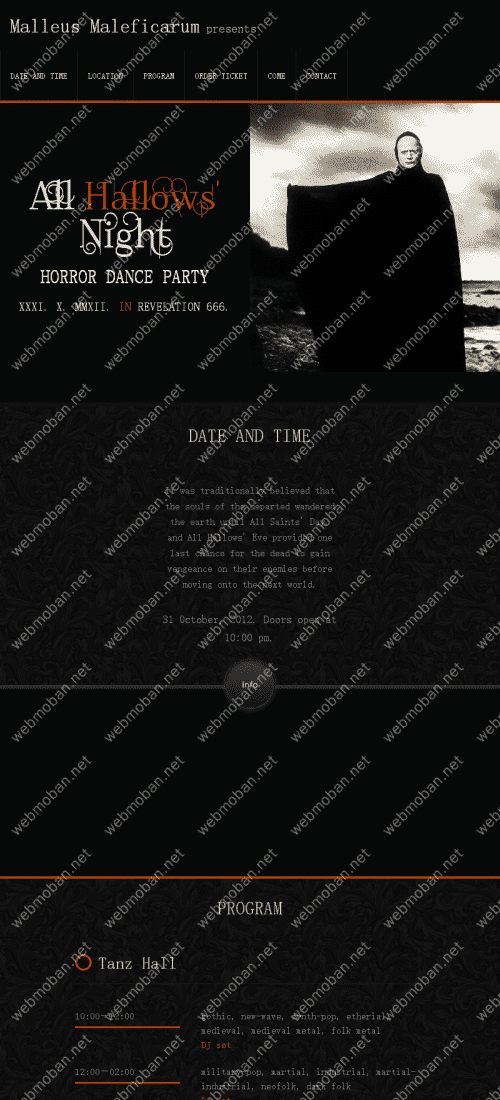 Malleus Maleficarum presents
DATE AND TIME LOCATION PROGRAM ORDER TICKET COME CONTACT
All Hallows'
Night
HORROR DANCE PARTY
XXXI. X. MMXII. IN REVELATION 666.
DATE AND TIME
It was traditionally believed that
the souls of the departed wandered
the earth until All Saints' Day
and All Hallows' Eve provided one
last chance for the dead to gain
vengeance on their enemies before
moving onto the next world.
31 October, 2012. Doors open at
10:00 pm.
info
PROGRAM
Tanz Hall
10:00—12:00 Gothic, new-wave, synth-pop, etherial,
medieval, medieval metal, folk metal
DJ set
12:00—02:00 military-pop, martial, industrial, martial-
industrial, neofolk, dark folk
webmoban.net